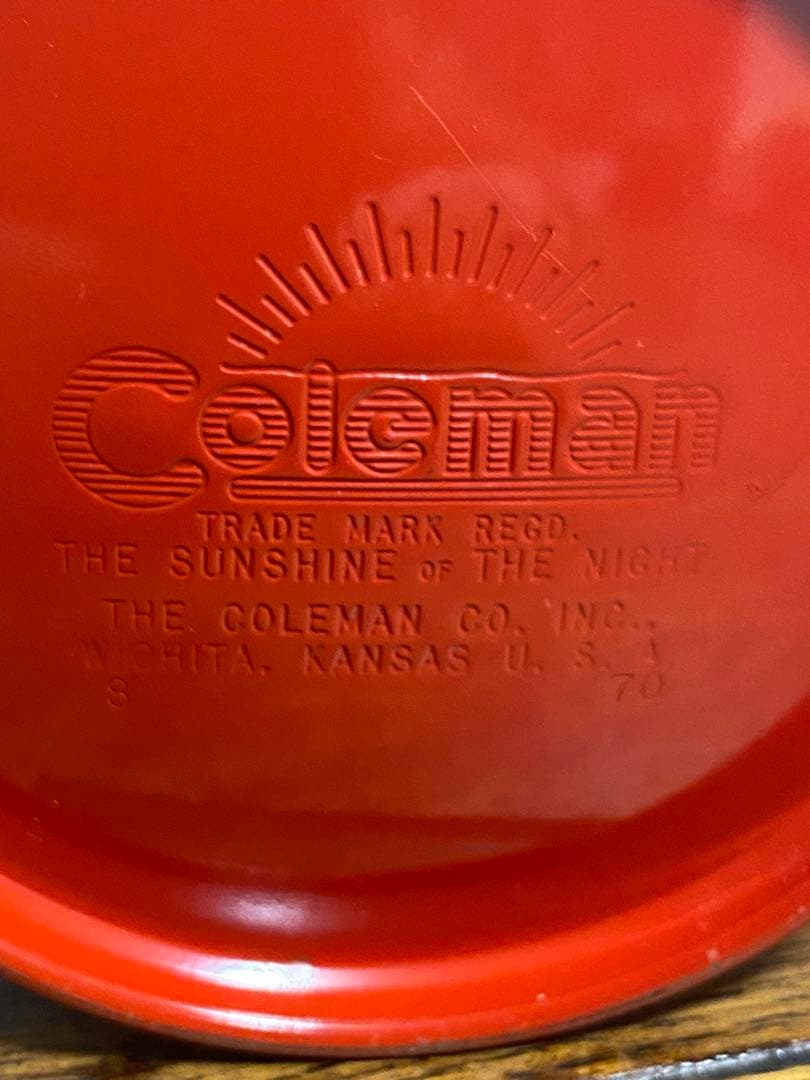 Coleman
TRADE MARK REGD.
THE SUNSHINE OF THE NIGHT
THE COLEMAN CO. INC.,
WICHITA, KANSAS U. S. A
8 70